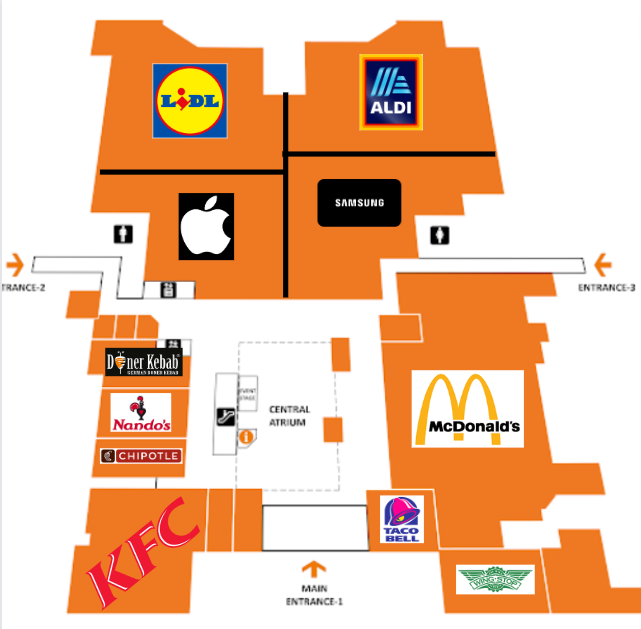 LIDL
ALDI
SAMSUNG
TRANCE-2
ENTRANCE-3
Döner Kebab
GERMAN DONER KEBAB
Nando's
CHIPOTLE
EVENT
STAGE
CENTRAL
ATRIUM
i
McDonald's
KFC
TACO
BELL
WING·STOP
MAIN
ENTRANCE-1